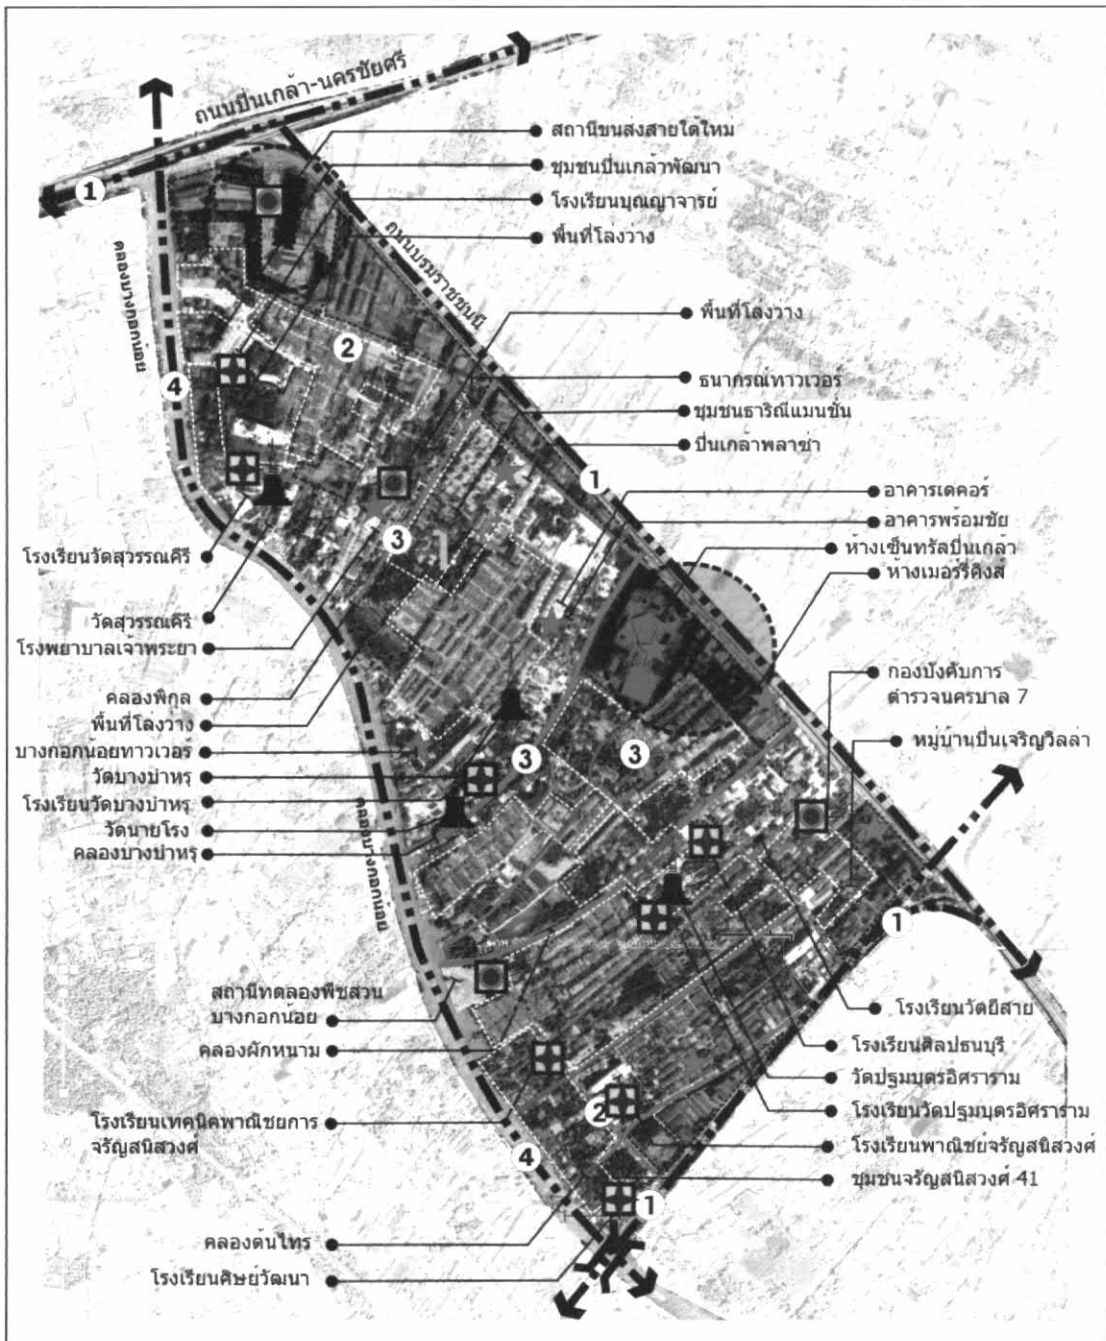 ถนนปิ่นเกล้า-นครชัยศรี
สถานีขนส่งสายใต้ใหม่
ชุมชนปิ่นเกล้าพัฒนา
โรงเรียนบุณญาจารย์
พื้นที่โล่งว่าง
1
ถนนบรมราชชนนี
คลองบางกอกน้อย
พื้นที่โล่งว่าง
2
ธนากรณ์ทาวเวอร์
4
ชุมชนธาริณีแมนชั่น
ปิ่นเกล้าพลาซ่า
1
อาคารเดคอร์
อาคารพร้อมชัย
3
1
ห้างเซ็นทรัลปิ่นเกล้า
โรงเรียนวัดสุวรรณคีรี
ห้างเมอร์รี่คิงส์
วัดสุวรรณคีรี
โรงพยาบาลเจ้าพระยา
กองบังคับการ
ตำรวจนครบาล 7
คลองพิกุล
พื้นที่โล่งว่าง
หมู่บ้านปิ่นเจริญวิลล่า
บางกอกน้อยทาวเวอร์
3
3
วัดบางบำหรุ
โรงเรียนวัดบางบำหรุ
วัดนายโรง
คลองบางบำหรุ
คลองบางกอกน้อย
1
สถานีทดลองพืชสวน
บางกอกน้อย
โรงเรียนวัดยีสาย
คลองผักหนาม
โรงเรียนศิลปธนบุรี
วัดปฐมบุตรอิศราราม
โรงเรียนเทคนิคพาณิชยการ
จรัญสนิสวงศ์
2
โรงเรียนวัดปฐมบุตรอิศราราม
โรงเรียนพาณิชย์จรัญสนิสวงศ์
4
ชุมชนจรัญสนิสวงศ์ 41
1
คลองต้นไทร
โรงเรียนศิษย์วัฒนา